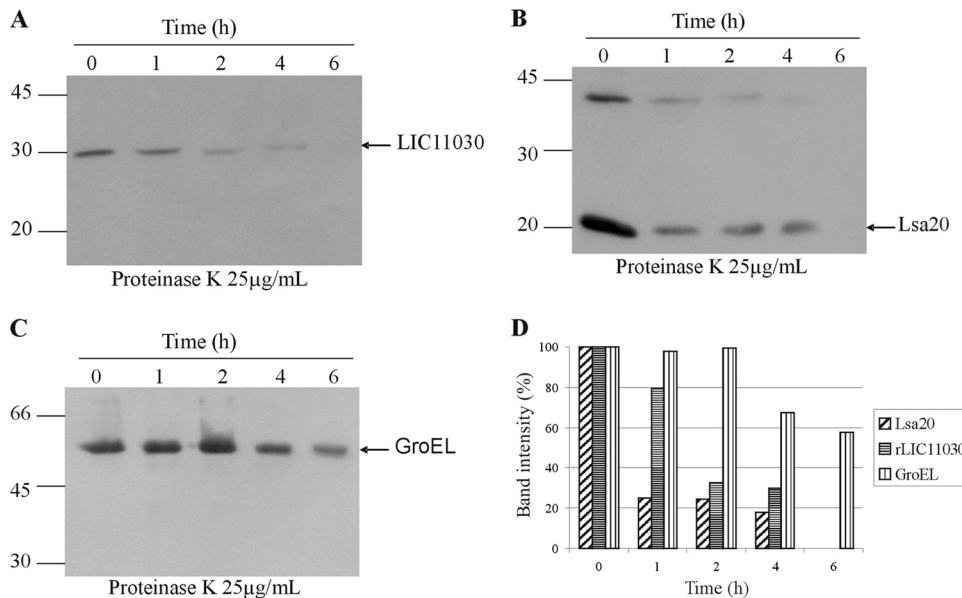 A
Time (h)
0 1 2 4 6
45
30
20
LIC11030
Proteinase K 25µg/mL
B
Time (h)
0 1 2 4 6
45
30
20
Lsa20
Proteinase K 25µg/mL
C
Time (h)
0 1 2 4 6
66
45
30
GroEL
Proteinase K 25µg/mL
D
Band intensity (%)
100
80
60
40
20
0
0 1 2 4 6
Time (h)
Lsa20
rLIC11030
GroEL